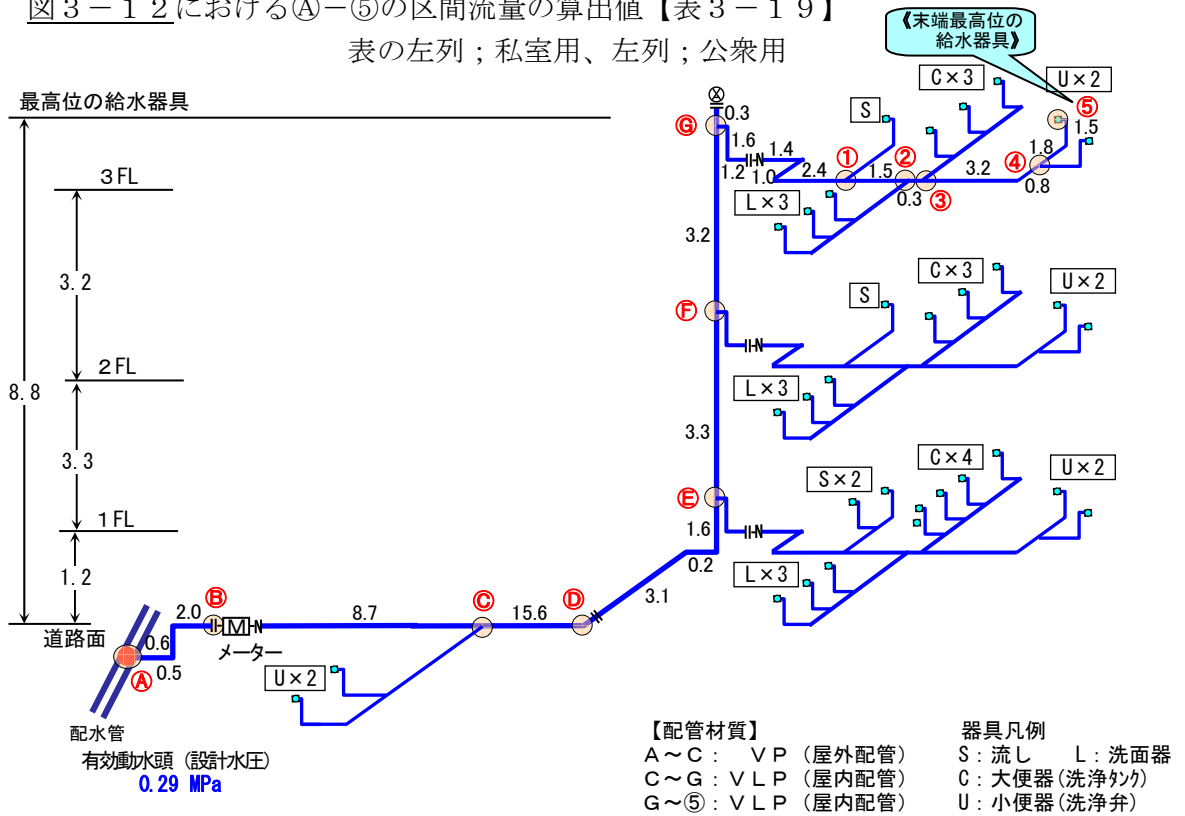 図3-12におけるⒶ-⑤の区間流量の算出値【表3-19】
表の左列；私室用、左列；公衆用
《末端最高位の
給水器具》
最高位の給水器具
3FL
3.2
2FL
8.8
3.3
1FL
1.2
道路面
Ⓐ
0.6
0.5
2.0
Ⓑ
M
N
メーター
8.7
Ⓒ
15.6
Ⓓ
U×2
3.1
0.2
1.6
Ⓔ
3.3
Ⓕ
3.2
Ⓖ
0.3
1.6
1.2
N
1.4
1.0
2.4
①
S
1.5
②
0.3
③
C×3
3.2
④
0.8
1.8
U×2
⑤
1.5
L×3
N
S
C×3
U×2
L×3
N
S×2
C×4
U×2
L×3
配水管
有効動水頭（設計水圧）
0.29 MPa
【配管材質】
A～C： VP（屋外配管）
C～G：VLP（屋内配管）
G～⑤：VLP（屋内配管）
器具凡例
S：流し L：洗面器
C：大便器(洗浄ﾀﾝｸ)
U：小便器(洗浄弁)